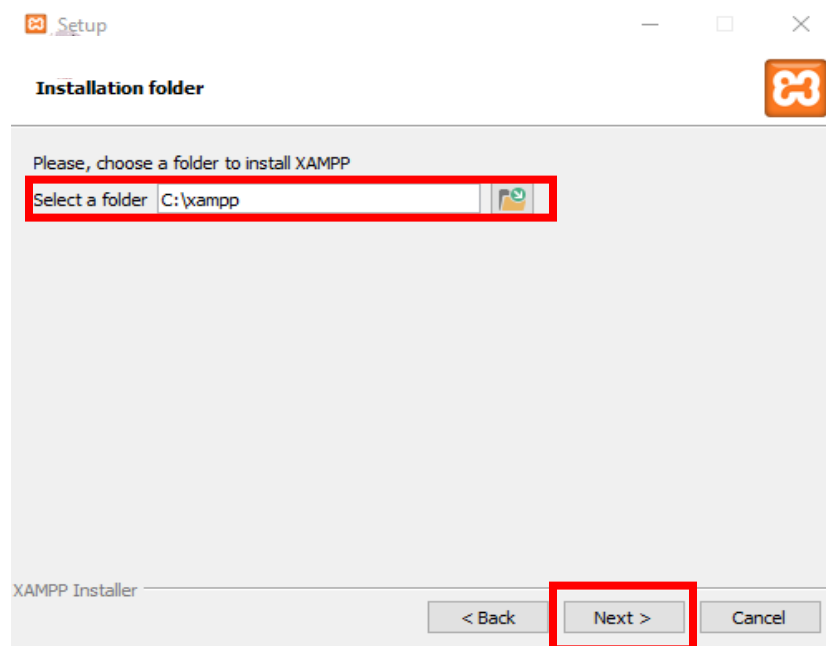 Setup
Installation folder
Please, choose a folder to install XAMPP
Select a folder C:\xampp
XAMPP Installer
< Back Next > Cancel